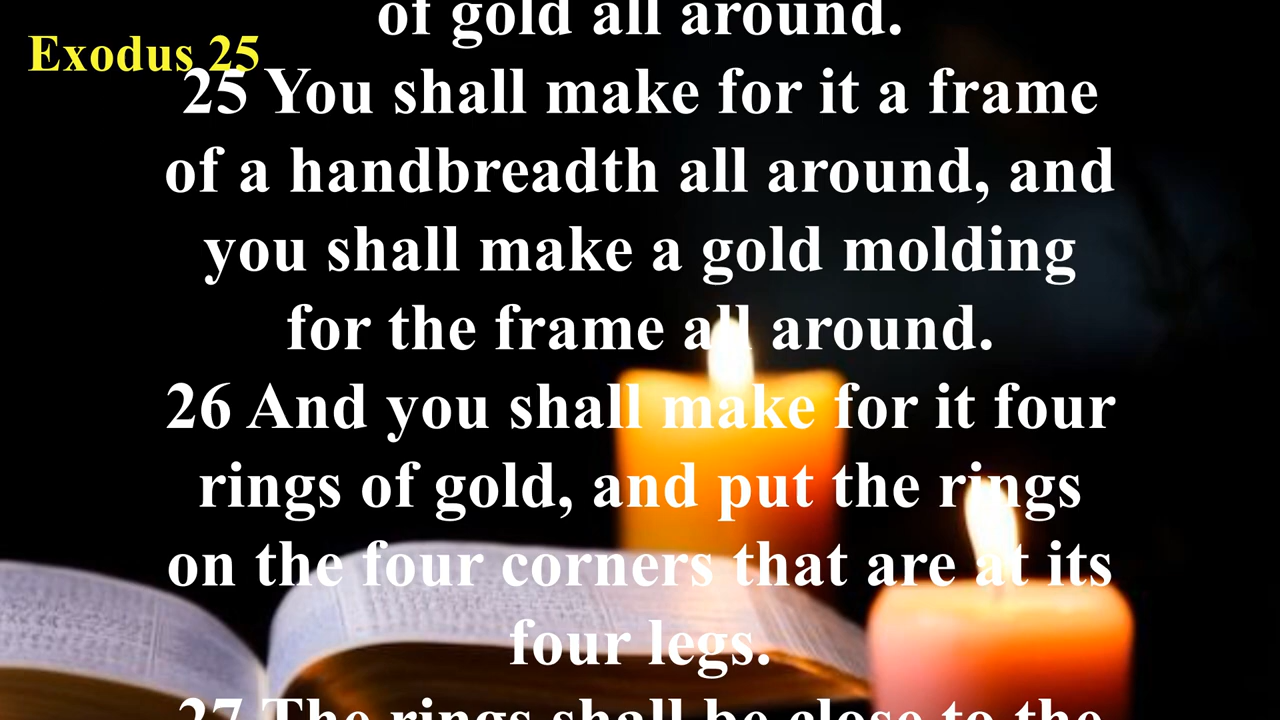 of gold all around.
Exodus 25
25 You shall make for it a frame
of a handbreadth all around, and
you shall make a gold molding
for the frame all around.
26 And you shall make for it four
rings of gold, and put the rings
on the four corners that are at its
four legs.
27 The rings shall be close to the